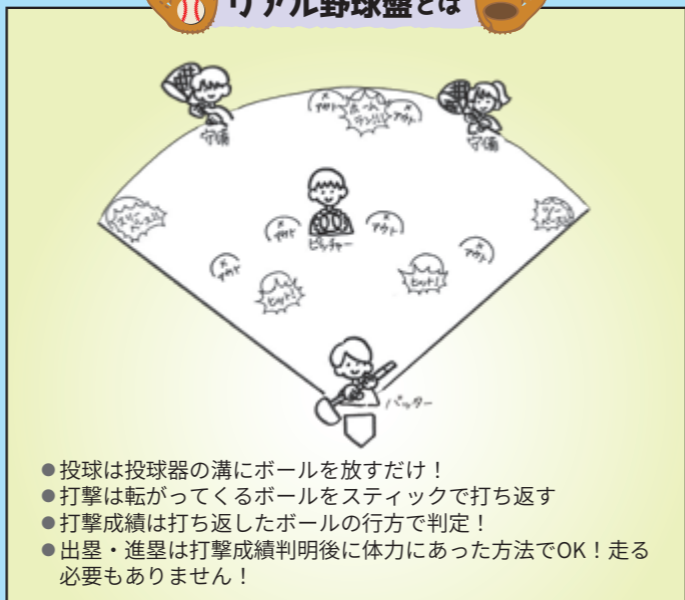 リアル野球盤とは
守備
アウト
ホームラン!!!
アウト
守備
スリーベース!!
アウト
ピッチャー
アウト
ツーベース!
アウト
アウト
ヒット!
ヒット!
バッター
●投球は投球器の溝にボールを放すだけ！
●打撃は転がってくるボールをスティックで打ち返す
●打撃成績は打ち返したボールの行方で判定！
●出塁・進塁は打撃成績判明後に体力にあった方法でOK！走る
必要もありません！